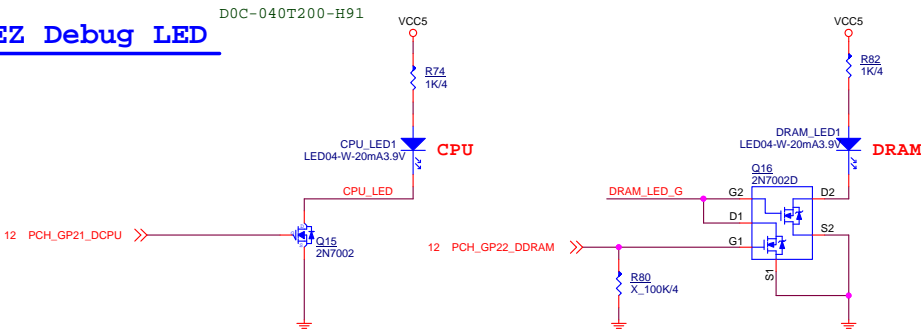 D0C-040T200-H91
EZ Debug LED
VCC5
R74
1K/4
CPU_LED1
LED04-W-20mA3.9V
CPU
CPU_LED
12 PCH_GP21_DCPU
Q15
2N7002
VCC5
R82
1K/4
DRAM_LED1
LED04-W-20mA3.9V
DRAM
Q16
2N7002D
DRAM_LED_G
G2
D2
D1
12 PCH_GP22_DDRAM
G1
S2
S1
R80
X_100K/4